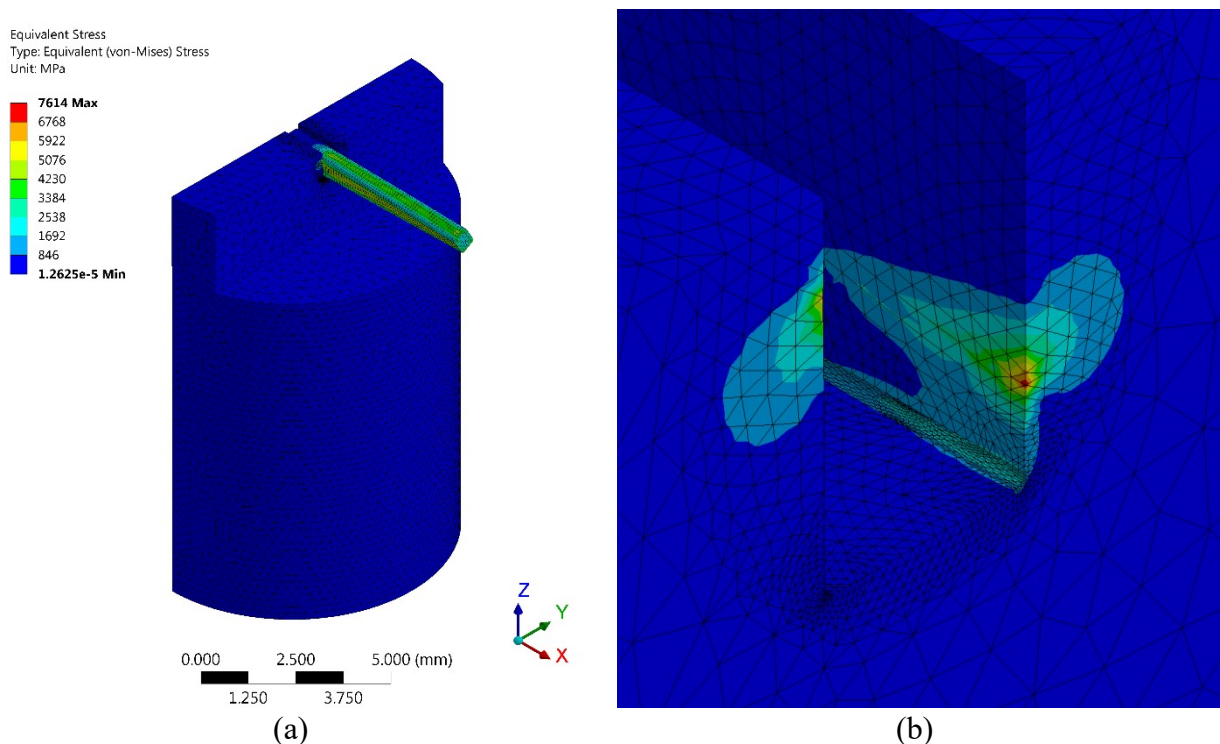 Equivalent Stress
Type: Equivalent (von-Mises) Stress
Unit: MPa
7614 Max
6768
5922
5076
4230
3384
2538
1692
846
1.2625e-5 Min
Z
Y
X
0.000 2.500 5.000 (mm)
1.250 3.750
(a) (b)